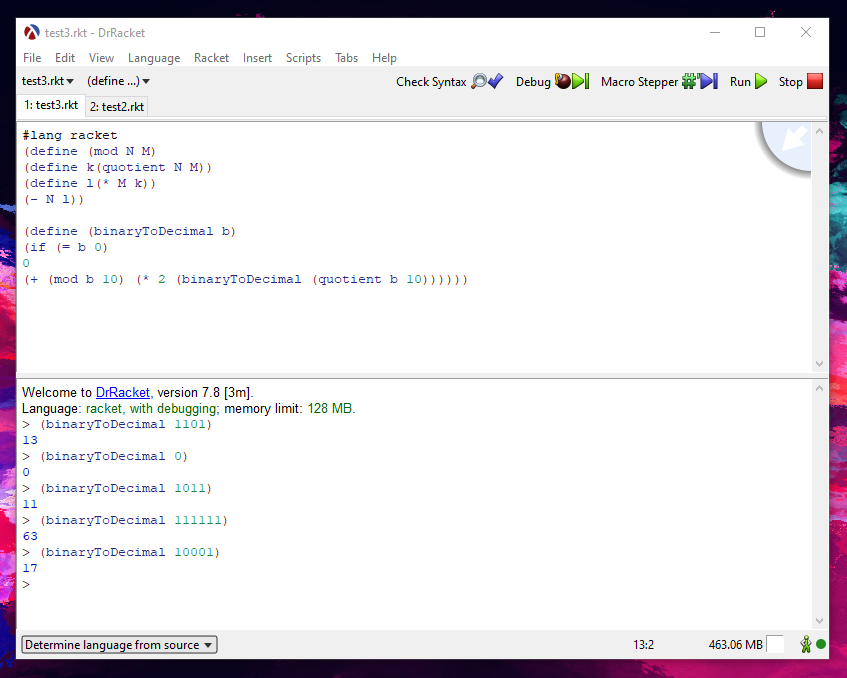 test3.rkt - DrRacket
File Edit View Language Racket Insert Scripts Tabs Help
test3.rkt▾ (define ...)▾ Check Syntax Debug Macro Stepper #' Run Stop
1: test3.rkt 2: test2.rkt
#lang racket
(define (mod N M)
(define k(quotient N M))
(define l(* M k))
(- N l))
(define (binaryToDecimal b)
(if (= b 0)
0
(+ (mod b 10) (* 2 (binaryToDecimal (quotient b 10))))))
Welcome to DrRacket, version 7.8 [3m].
Language: racket, with debugging; memory limit: 128 MB.
> (binaryToDecimal 1101)
13
> (binaryToDecimal 0)
0
> (binaryToDecimal 1011)
11
> (binaryToDecimal 111111)
63
> (binaryToDecimal 10001)
17
>
Determine language from source ▾ 13:2 463.06 MB